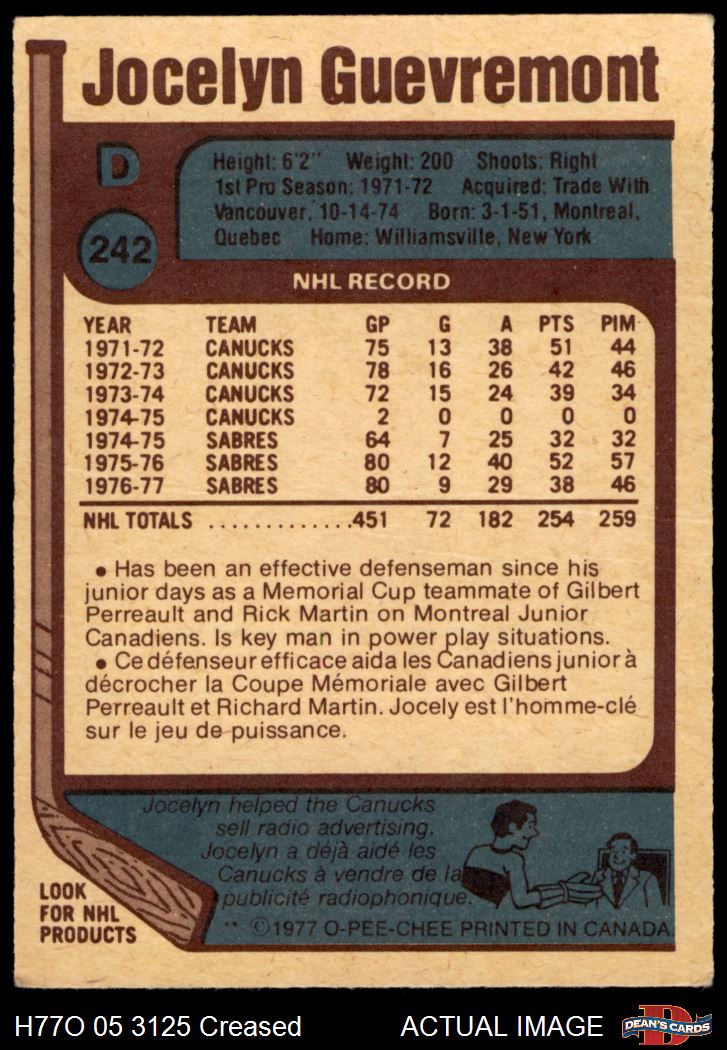 Jocelyn Guevremont
D
242
Height: 6'2" Weight: 200 Shoots: Right
1st Pro Season: 1971-72 Acquired: Trade With
Vancouver, 10-14-74 Born: 3-1-51, Montreal,
Quebec Home: Williamsville, New York
NHL RECORD
YEAR TEAM GP G A PTS PIM
1971-72 CANUCKS 75 13 38 51 44
1972-73 CANUCKS 78 16 26 42 46
1973-74 CANUCKS 72 15 24 39 34
1974-75 CANUCKS 2 0 0 0 0
1974-75 SABRES 64 7 25 32 32
1975-76 SABRES 80 12 40 52 57
1976-77 SABRES 80 9 29 38 46
NHL TOTALS .............451 72 182 254 259
• Has been an effective defenseman since his
junior days as a Memorial Cup teammate of Gilbert
Perreault and Rick Martin on Montreal Junior
Canadiens. Is key man in power play situations.
• Ce défenseur efficace aida les Canadiens junior à
décrocher la Coupe Mémoriale avec Gilbert
Perreault et Richard Martin. Jocely est l'homme-clé
sur le jeu de puissance.
Jocelyn helped the Canucks
sell radio advertising.
Jocelyn a déjà aidé les
Canucks à vendre de la
publicité radiophonique.
LOOK
FOR NHL
PRODUCTS
** ©1977 O-PEE-CHEE PRINTED IN CANADA
H77O 05 3125 Creased ACTUAL IMAGE
D
DEAN'S CARDS